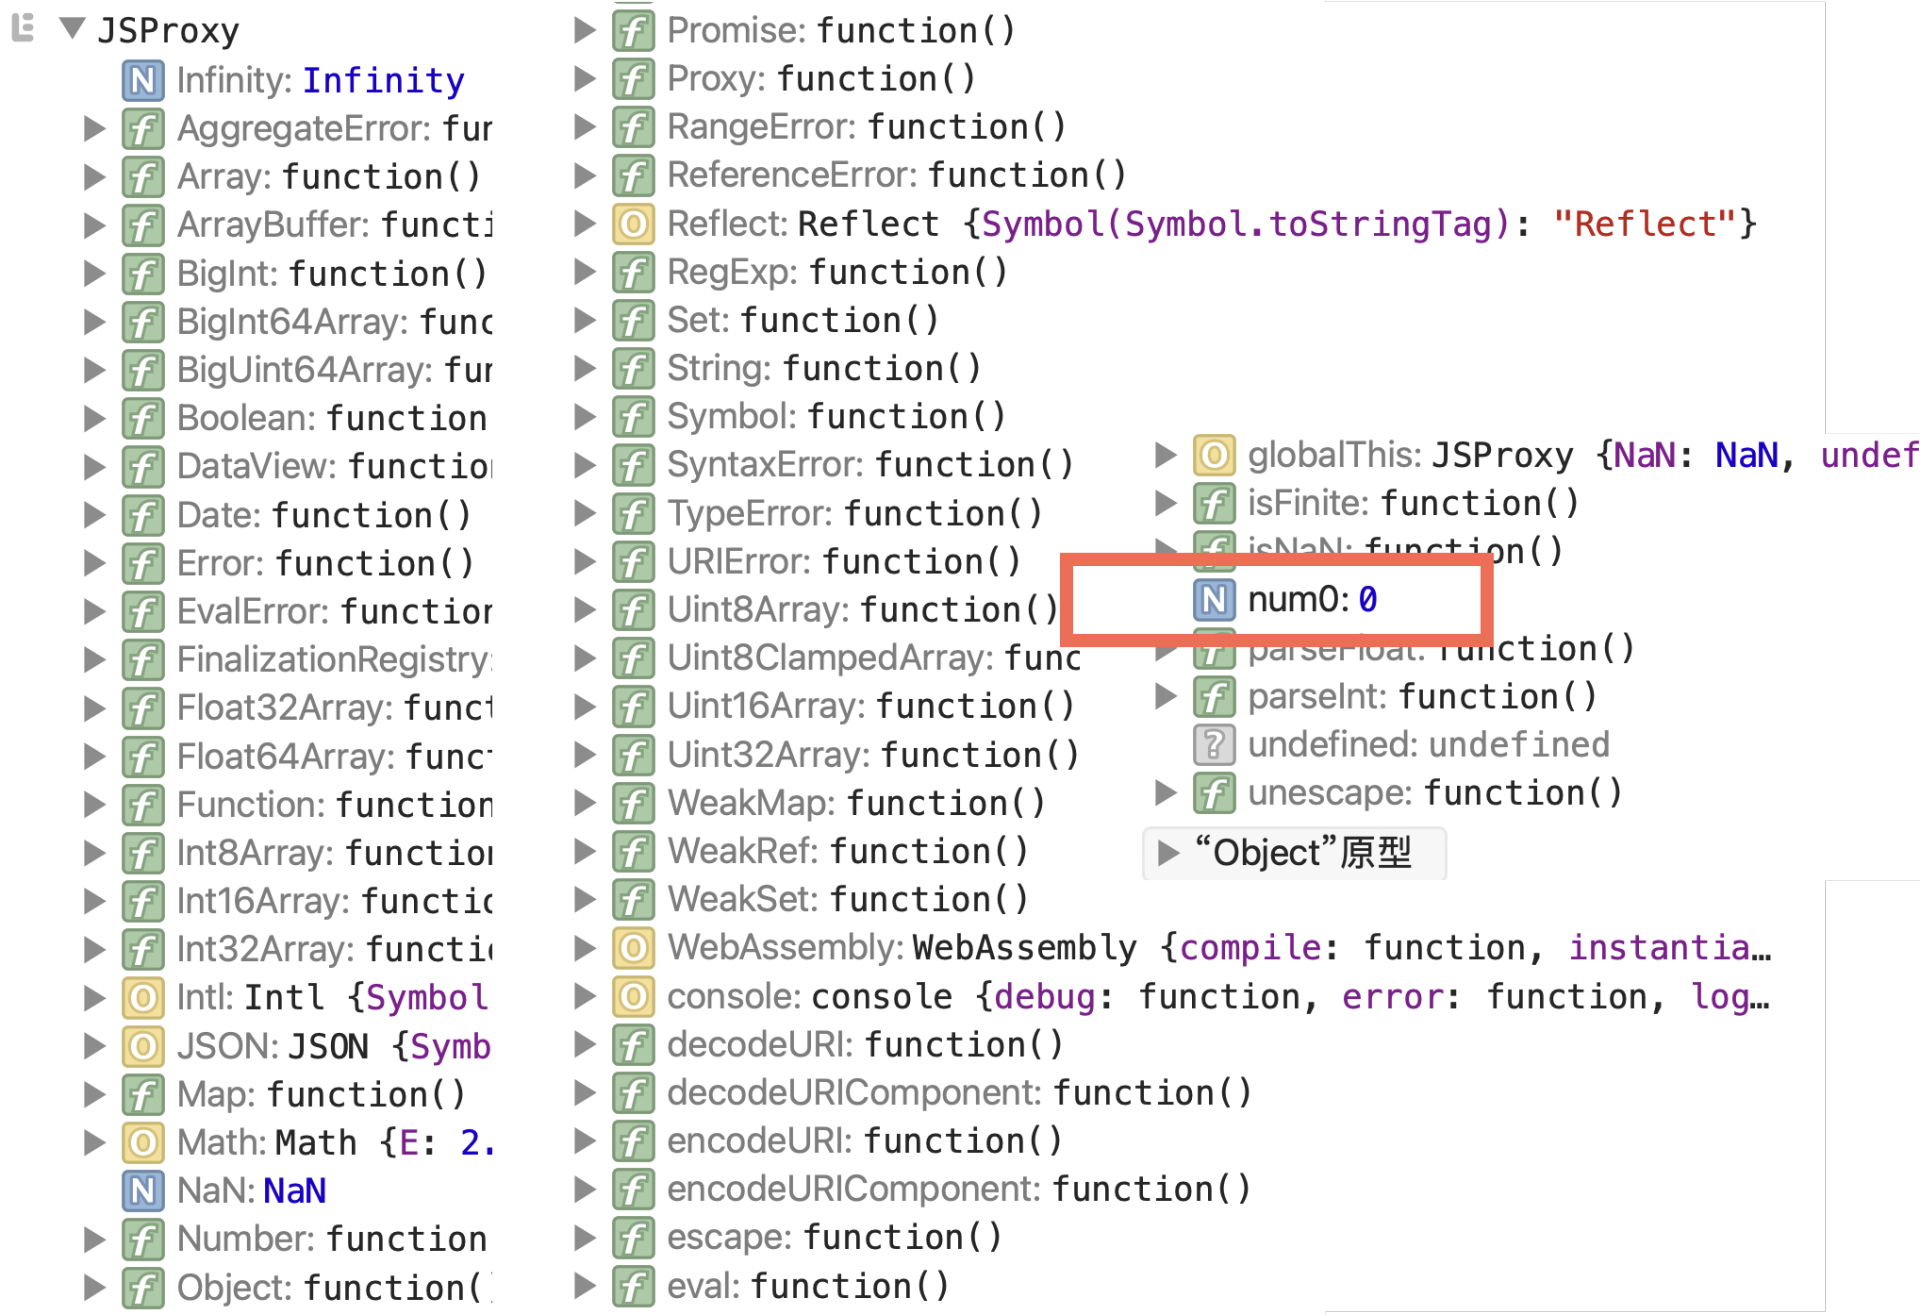 JSProxy
N Infinity: Infinity
f AggregateError: fun
f Array: function()
f ArrayBuffer: functi
f BigInt: function()
f BigInt64Array: func
f BigUint64Array: fun
f Boolean: function
f DataView: function
f Date: function()
f Error: function()
f EvalError: function
f FinalizationRegistry:
f Float32Array: funct
f Float64Array: funct
f Function: function
f Int8Array: function
f Int16Array: functio
f Int32Array: functio
O Intl: Intl {Symbol
O JSON: JSON {Symb
f Map: function()
O Math: Math {E: 2.
N NaN: NaN
f Number: function
f Object: function()
f Promise: function()
f Proxy: function()
f RangeError: function()
f ReferenceError: function()
O Reflect: Reflect {Symbol(Symbol.toStringTag): "Reflect"}
f RegExp: function()
f Set: function()
f String: function()
f Symbol: function()
f SyntaxError: function()
f TypeError: function()
f URIError: function()
f Uint8Array: function()
f Uint8ClampedArray: func
f Uint16Array: function()
f Uint32Array: function()
f WeakMap: function()
f WeakRef: function()
f WeakSet: function()
O WebAssembly: WebAssembly {compile: function, instantia…
O console: console {debug: function, error: function, log…
f decodeURI: function()
f decodeURIComponent: function()
f encodeURI: function()
f encodeURIComponent: function()
f escape: function()
f eval: function()
O globalThis: JSProxy {NaN: NaN, undef
f isFinite: function()
f isNaN: function()
N num0: 0
f parseFloat: function()
f parseInt: function()
? undefined: undefined
f unescape: function()
“Object”原型